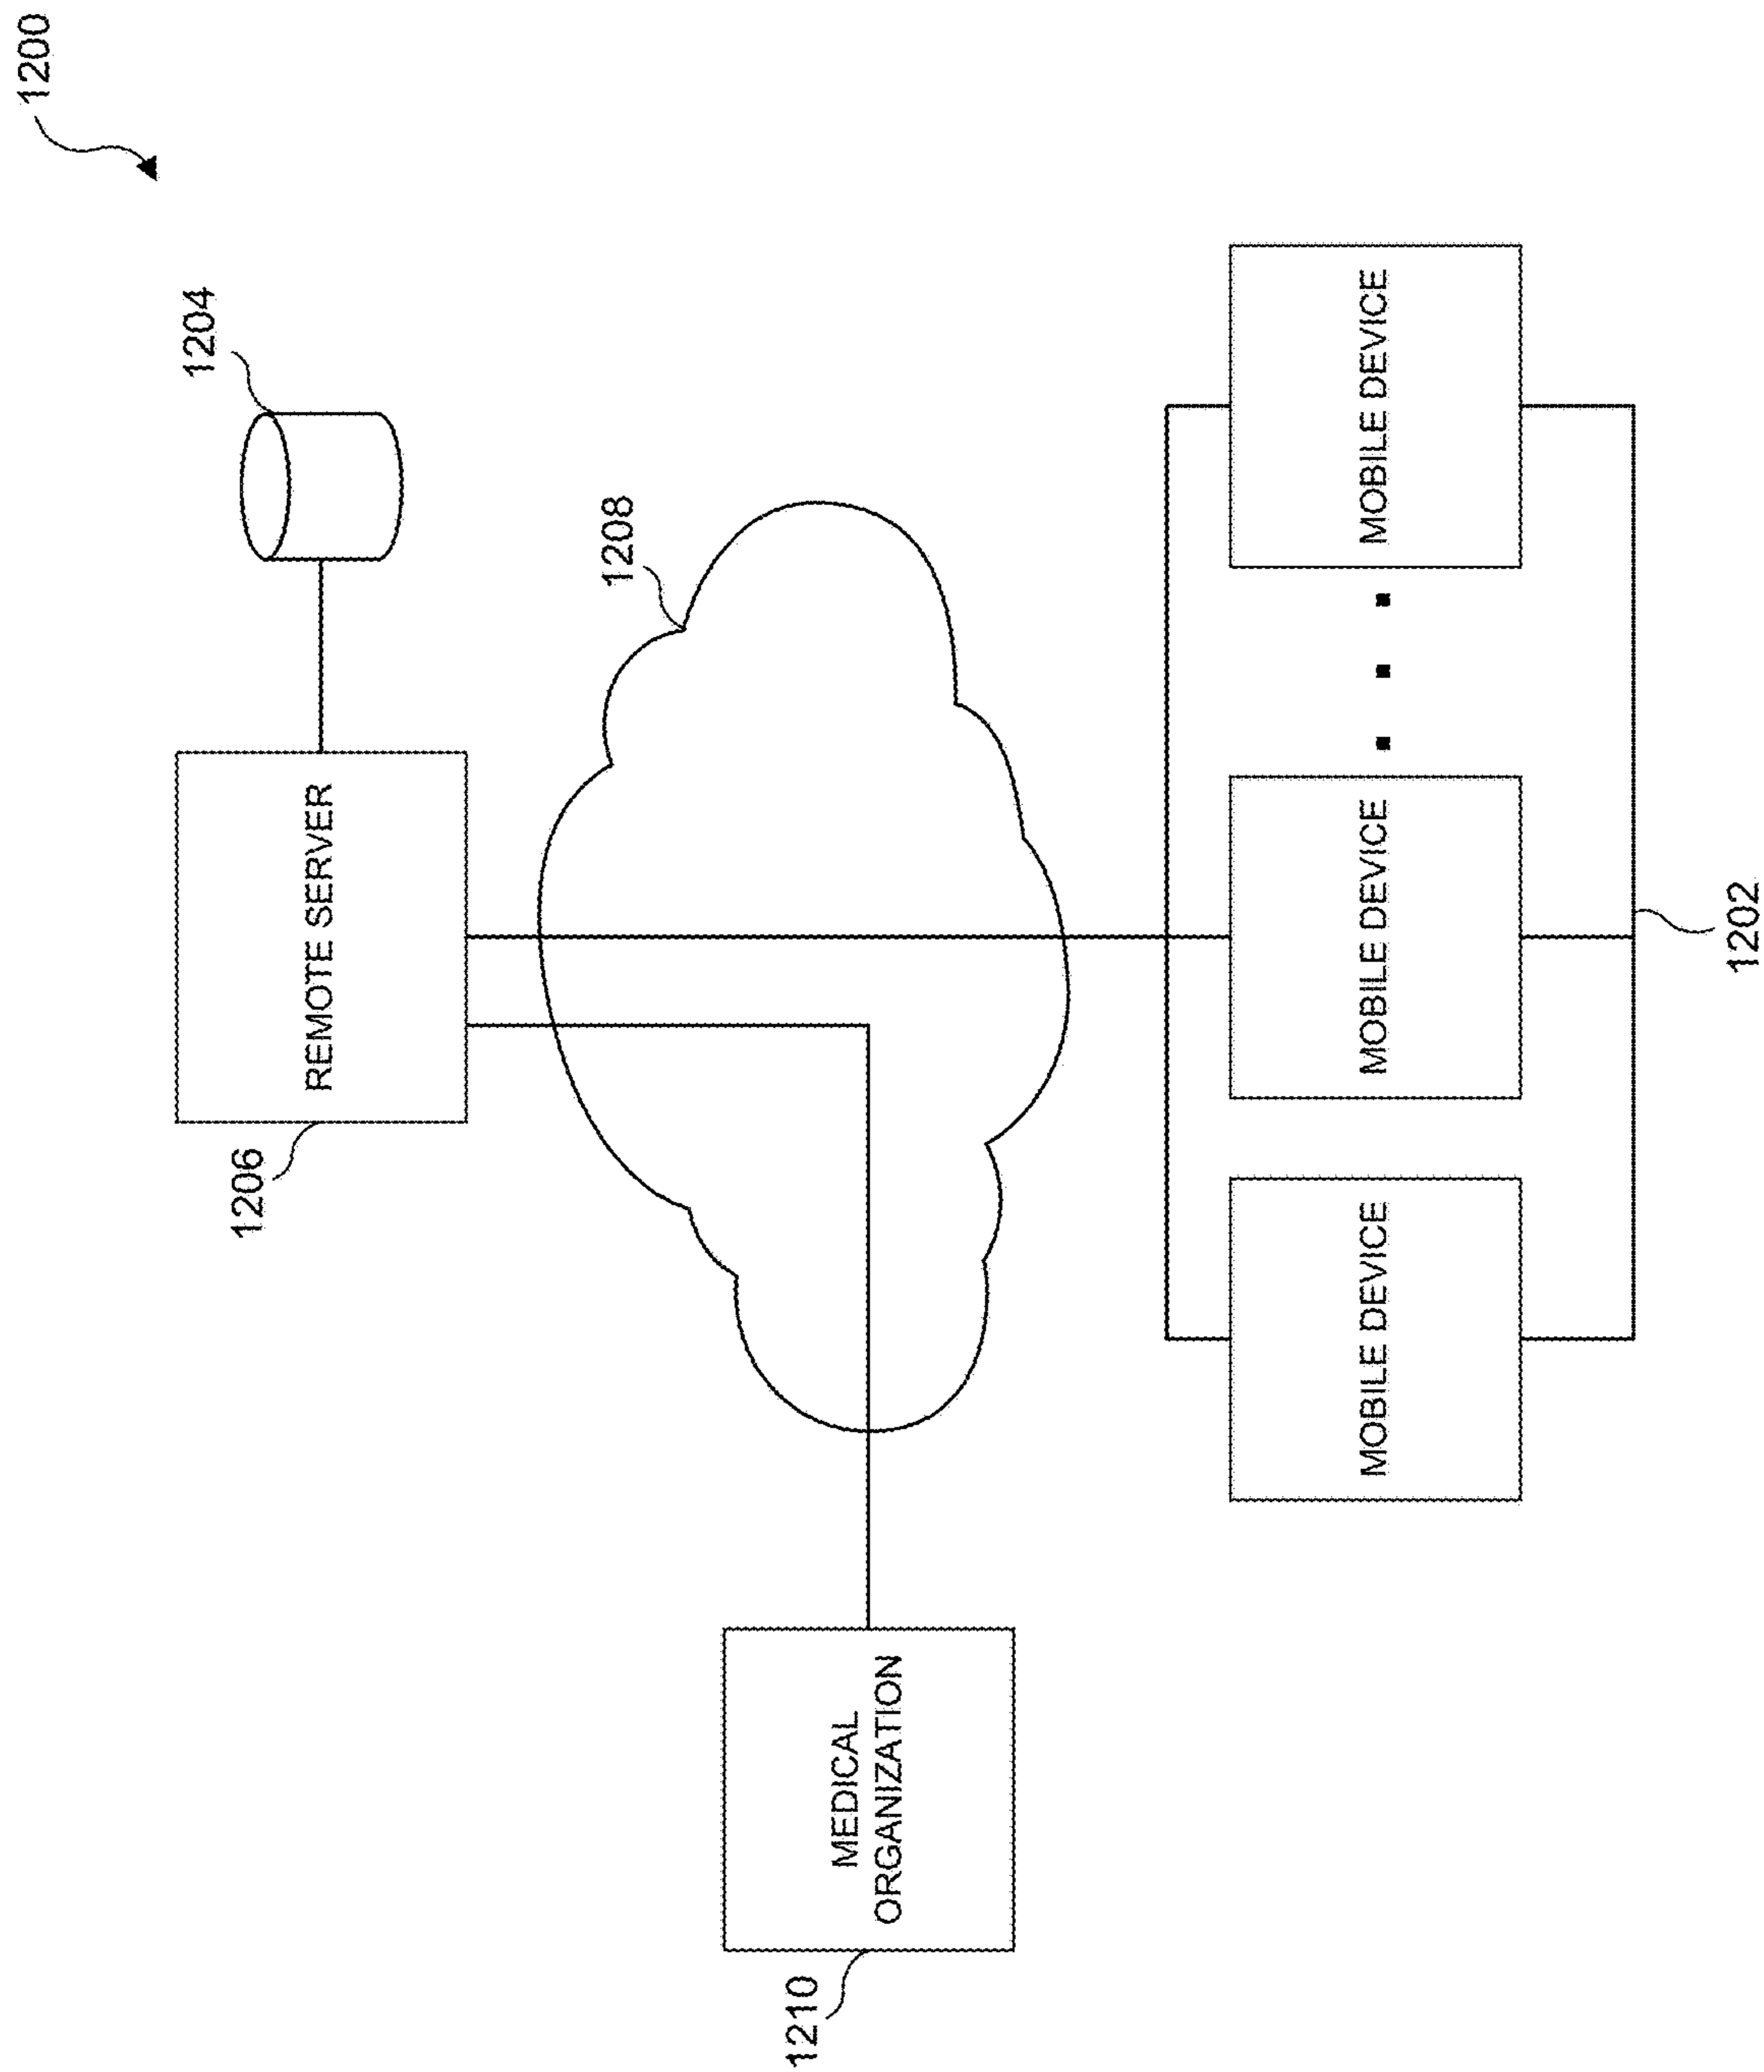 1200
1204
REMOTE SERVER
1206
1208
MEDICAL
ORGANIZATION
1210
MOBILE DEVICE
MOBILE DEVICE
MOBILE DEVICE
1202